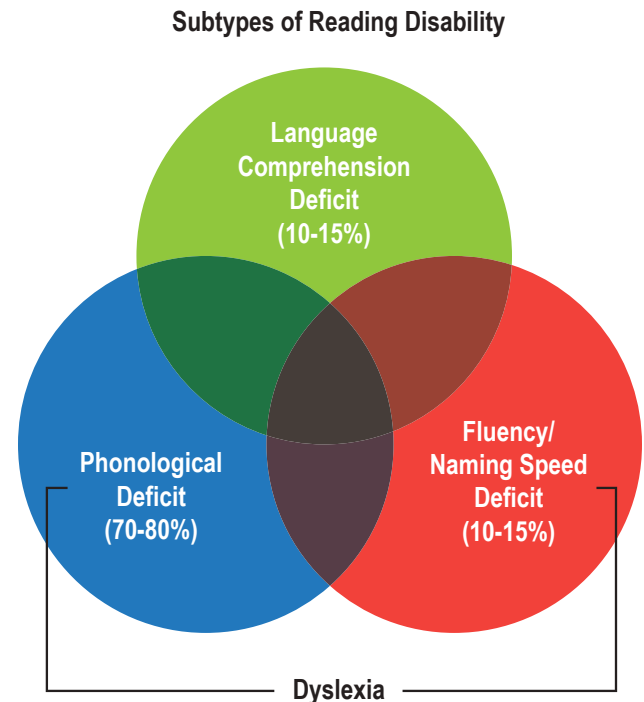 Subtypes of Reading Disability
Language
Comprehension
Deficit
(10-15%)
Phonological
Deficit
(70-80%)
Fluency/
Naming Speed
Deficit
(10-15%)
Dyslexia